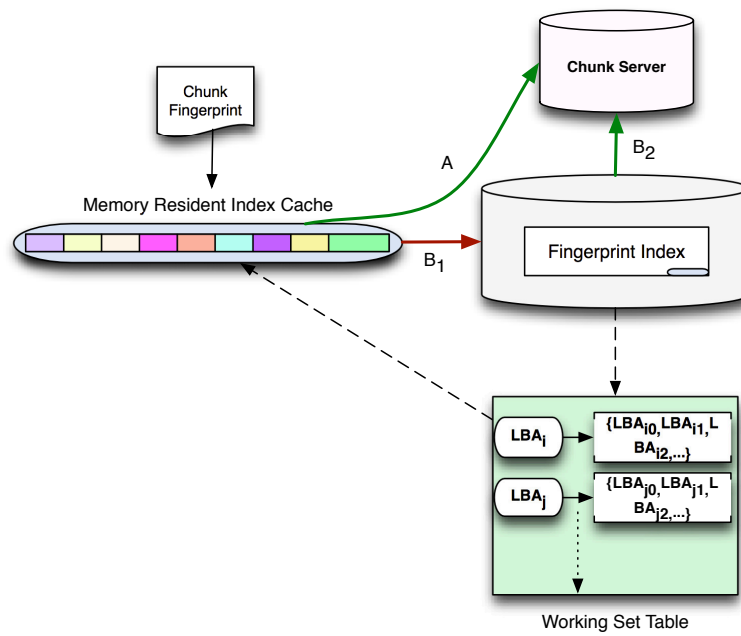 Chunk Server
Chunk
Fingerprint
A
B2
Memory Resident Index Cache
B1
Fingerprint Index
LBAi
{LBAi0,LBAi1,L
BAi2,...}
LBAj
{LBAj0,LBAj1,L
BAj2,...}
Working Set Table